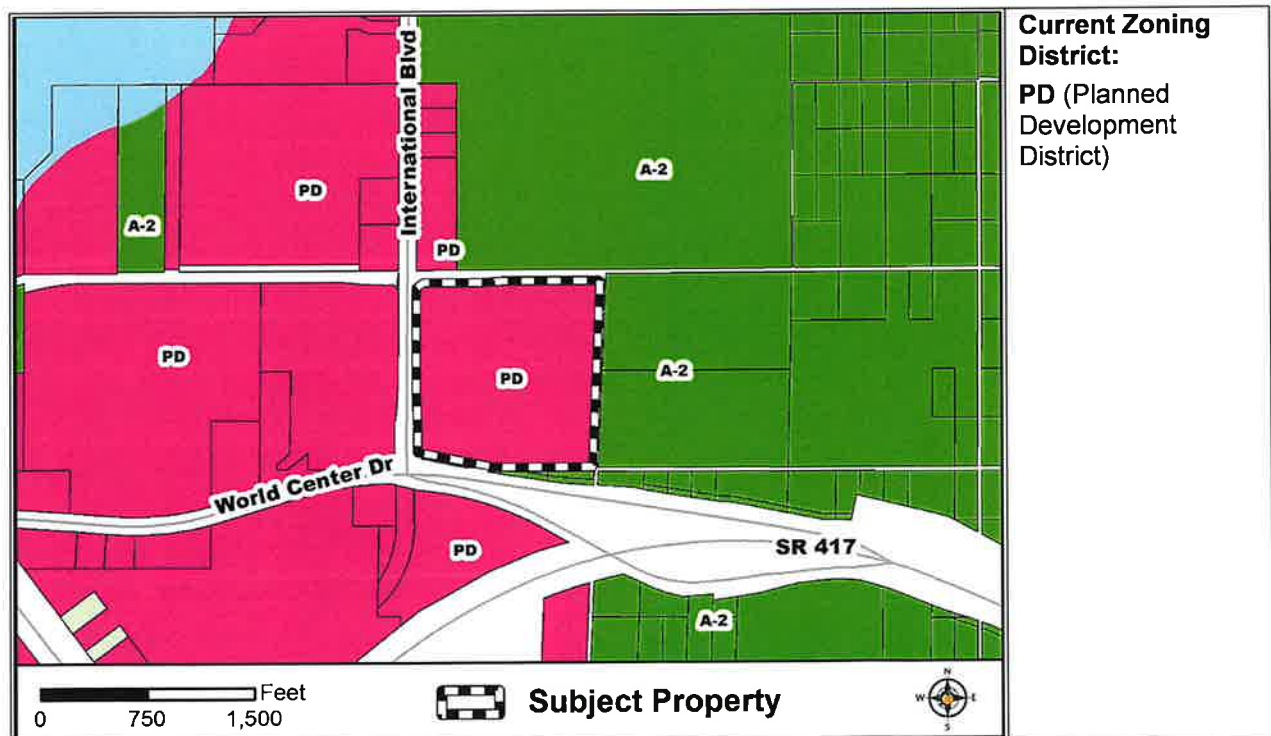 Current Zoning
District:
PD (Planned
Development
District)
International Blvd
A-2
PD
A-2
PD
PD
PD
A-2
World Center Dr
PD
SR 417
A-2
Feet
0 750 1,500
Subject Property
N
W E
S